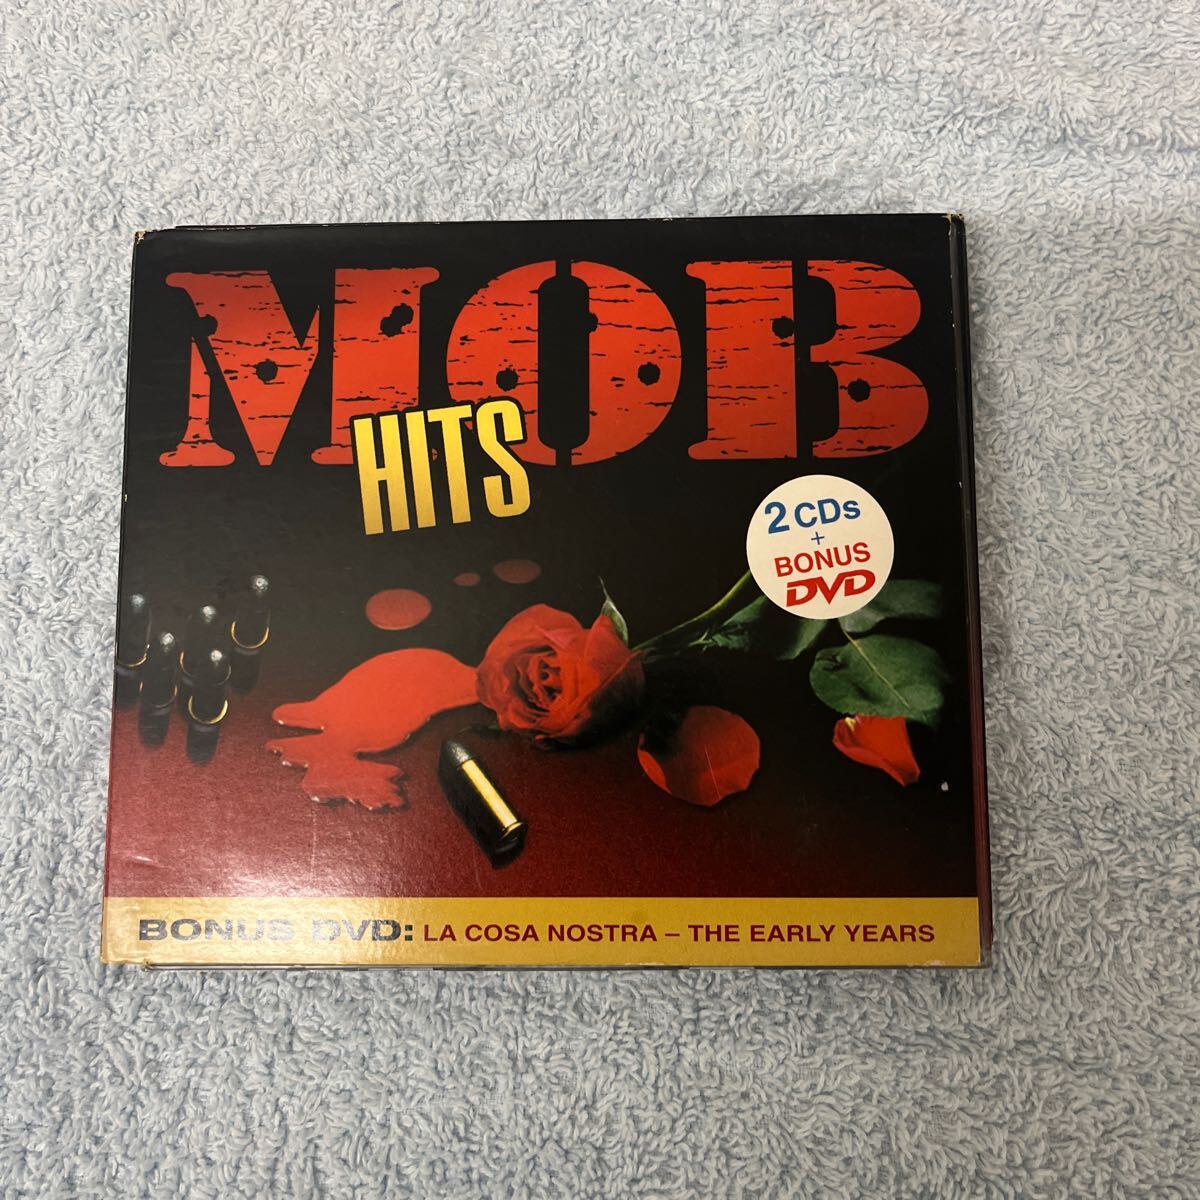 MOB
HITS
2 CDs
+
BONUS
DVD
BONUS DVD: LA COSA NOSTRA – THE EARLY YEARS